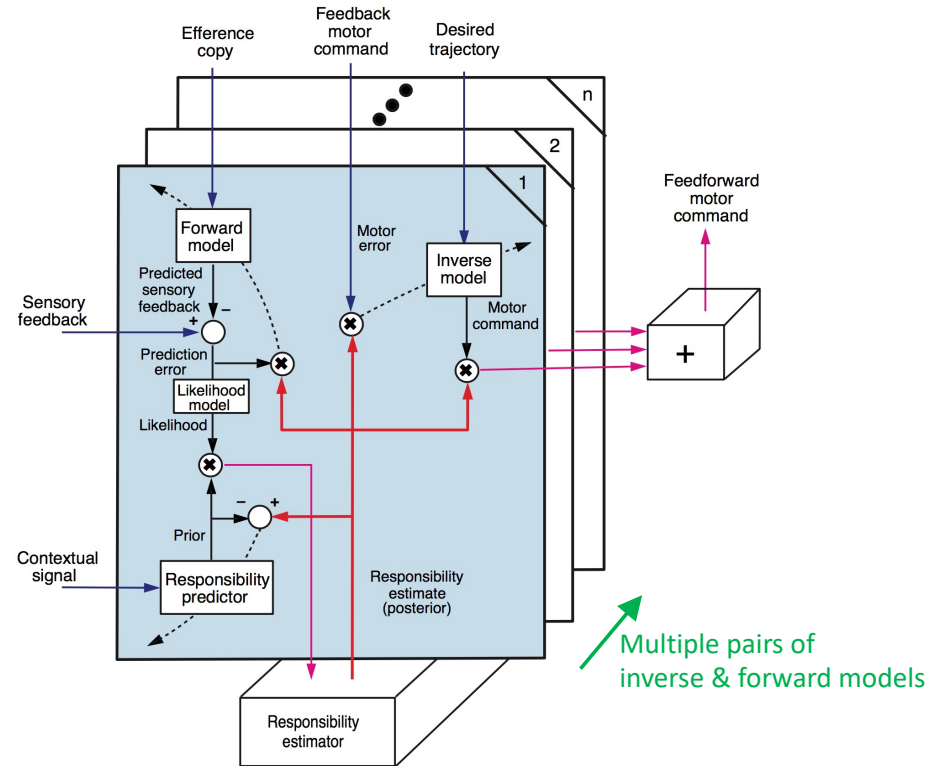 Efference
copy
Feedback
motor
command
Desired
trajectory
n
2
1
Feedforward
motor
command
Forward
model
Motor
error
Inverse
model
Predicted
sensory
feedback
−
+
Motor
command
Sensory
feedback
+
Prediction
error
Likelihood
model
Likelihood
−
+
Prior
Contextual
signal
Responsibility
predictor
Responsibility
estimate
(posterior)
Multiple pairs of
inverse & forward models
Responsibility
estimator